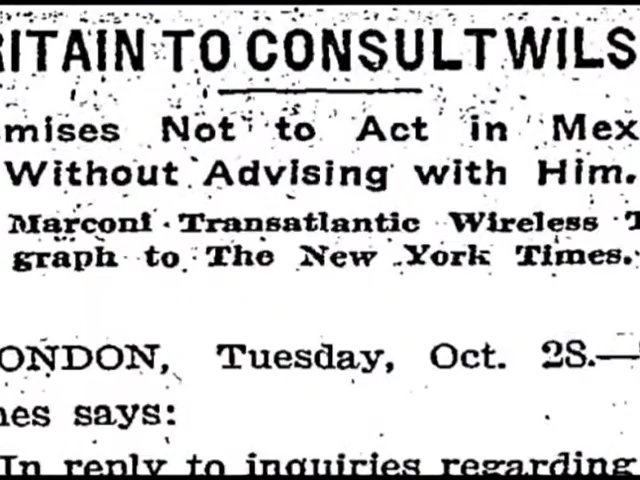 RITAIN TO CONSULT WILS
mises Not to Act in Mex
Without Advising with Him.
Marconi Transatlantic Wireless T
graph to The New York Times.
ONDON, Tuesday, Oct. 28.—
nes says:
In reply to inquiries regarding